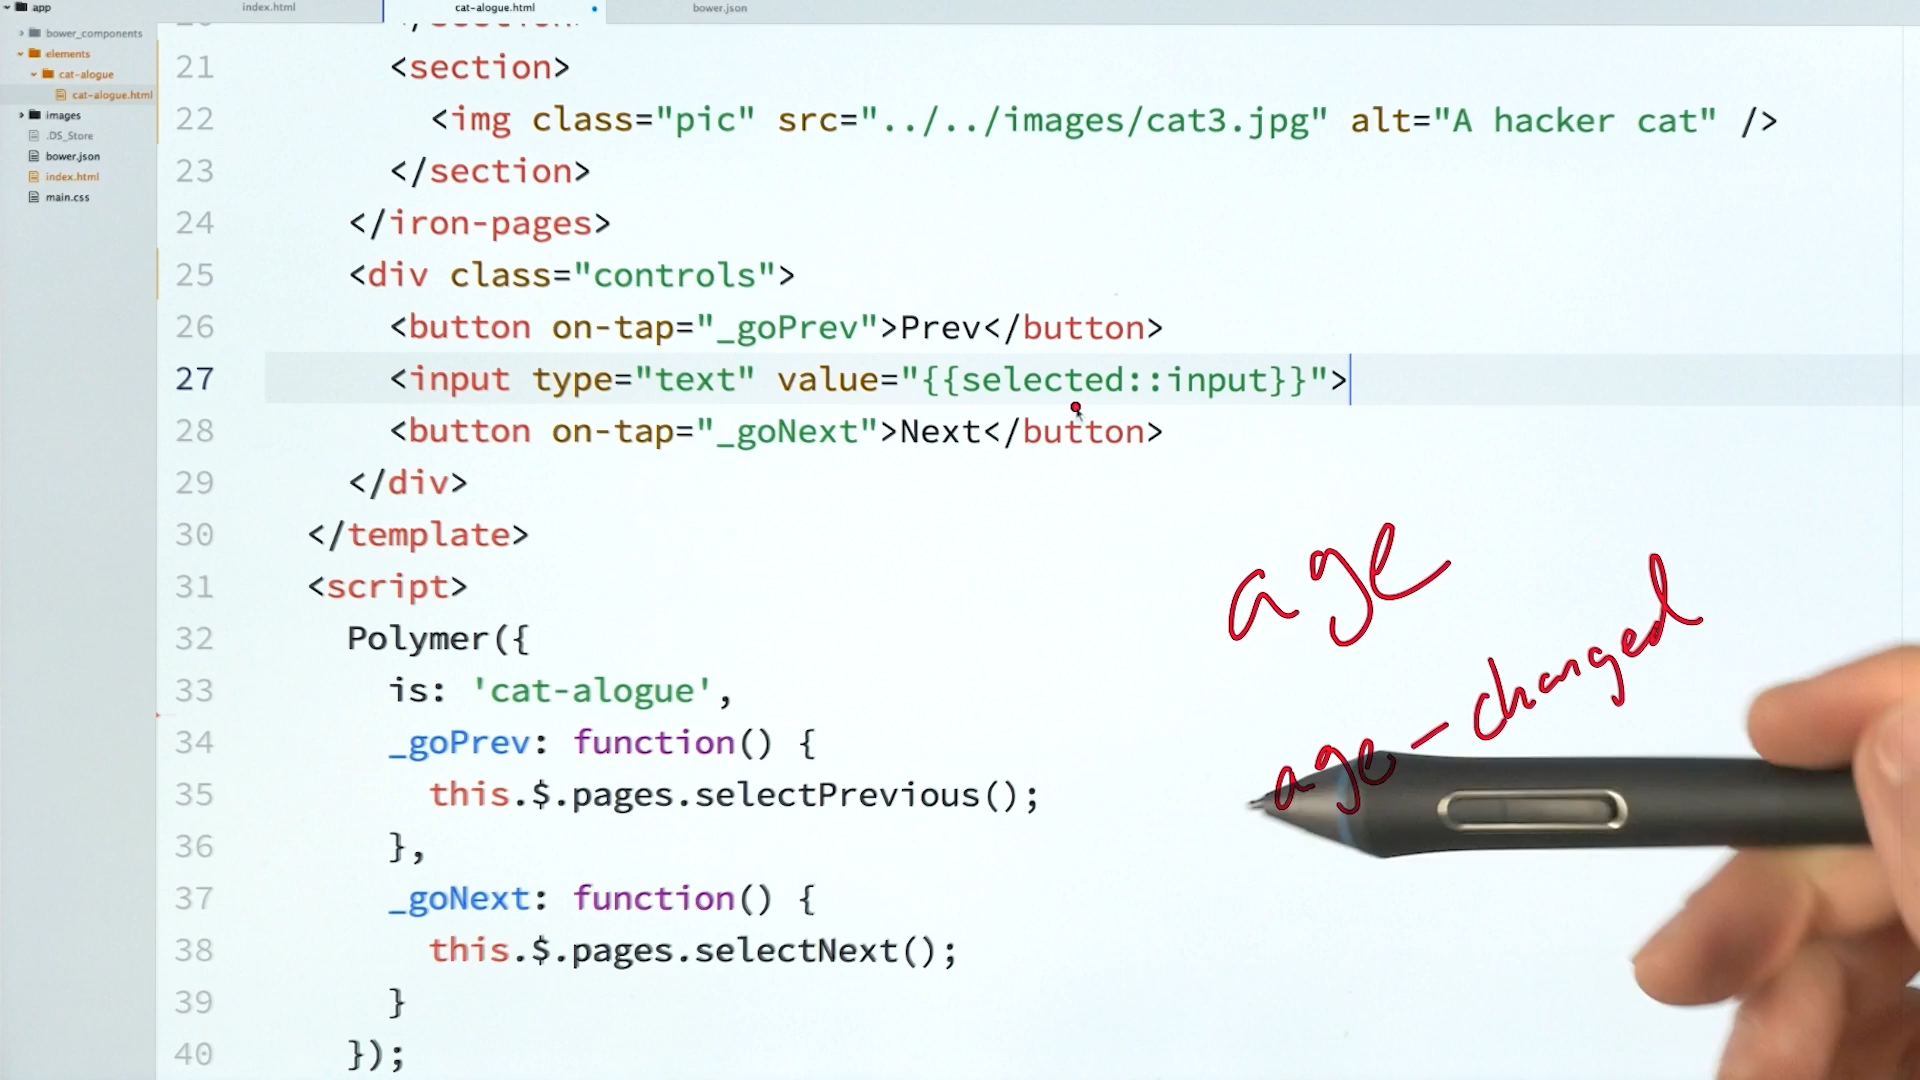 app
index.html
cat-alogue.html
bower.json
bower_components
elements
cat-alogue
cat-alogue.html
images
.DS_Store
bower.json
index.html
main.css
21 <section>
22 <img class="pic" src="../../images/cat3.jpg" alt="A hacker cat" />
23 </section>
24 </iron-pages>
25 <div class="controls">
26 <button on-tap="_goPrev">Prev</button>
27 <input type="text" value="{{selected::input}}">
28 <button on-tap="_goNext">Next</button>
29 </div>
30 </template>
31 <script>
32 Polymer({
33 is: 'cat-alogue',
34 _goPrev: function() {
35 this.$.pages.selectPrevious();
36 },
37 _goNext: function() {
38 this.$.pages.selectNext();
39 }
40 });
age
age-changed